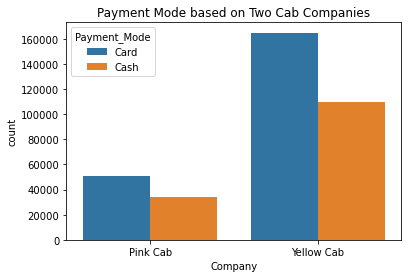 Payment Mode based on Two Cab Companies
Payment_Mode
Card
Cash
160000
140000
120000
100000
80000
60000
40000
20000
0
count
Pink Cab
Yellow Cab
Company